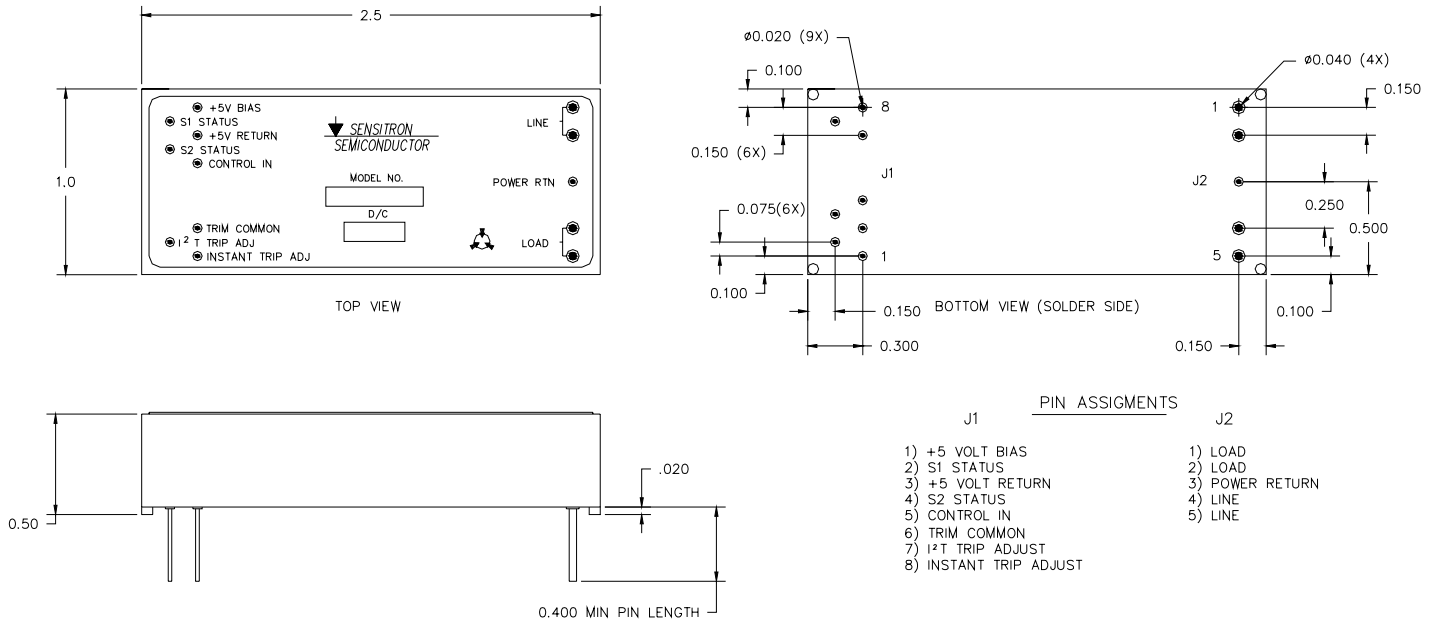 2.5
1.0
+5V BIAS
S1 STATUS
+5V RETURN
S2 STATUS
CONTROL IN
TRIM COMMON
I² T TRIP ADJ
INSTANT TRIP ADJ
SENSITRON
SEMICONDUCTOR
MODEL NO.
D/C
LINE
POWER RTN
LOAD
TOP VIEW
ø0.020 (9X)
0.100
8
0.150 (6X)
J1
0.075(6X)
1
0.100
0.150
0.300
BOTTOM VIEW (SOLDER SIDE)
ø0.040 (4X)
0.150
1
J2
0.250
0.500
5
0.100
0.150
0.50
.020
0.400 MIN PIN LENGTH
PIN ASSIGMENTS
J1
1) +5 VOLT BIAS
2) S1 STATUS
3) +5 VOLT RETURN
4) S2 STATUS
5) CONTROL IN
6) TRIM COMMON
7) I²T TRIP ADJUST
8) INSTANT TRIP ADJUST
J2
1) LOAD
2) LOAD
3) POWER RETURN
4) LINE
5) LINE